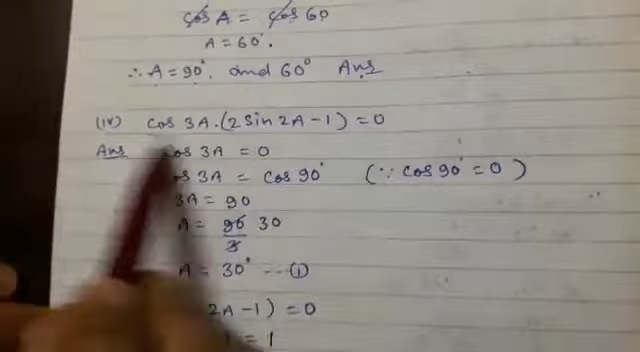 cos A = cos 60
A = 60°.
∴ A = 90°, and 60° Ans
(iv) cos 3A . (2 sin 2A - 1) = 0
Ans cos 3A = 0
cos 3A = cos 90° (∵ cos 90° = 0)
3A = 90
A = 90/3 30
A = 30° --- ①
2A - 1) = 0
= 1